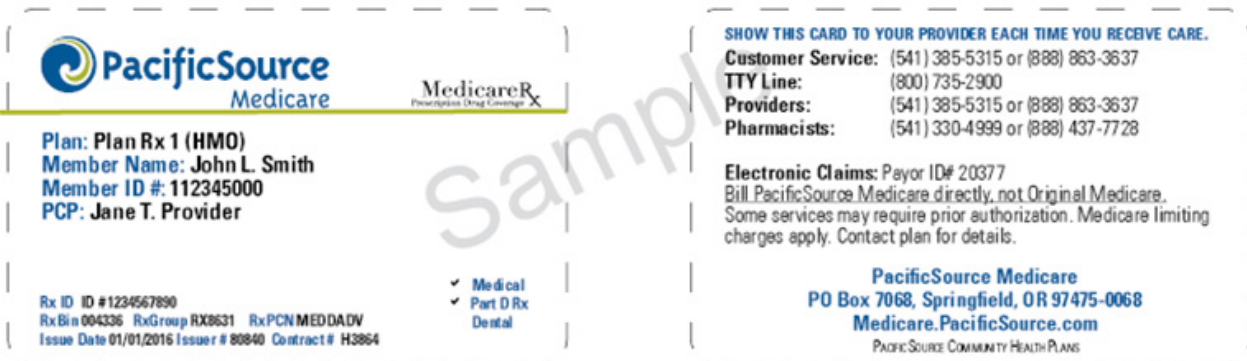 PacificSource
Medicare
MedicareRx
Prescription Drug Coverage
Plan: Plan Rx 1 (HMO)
Member Name: John L. Smith
Member ID #: 112345000
PCP: Jane T. Provider
Rx ID ID #1234567890
RxBin 004336 RxGroup RX8631 RxPCN MEDDADV
Issue Date 01/01/2016 Issuer # 80840 Contract # H3864
✓ Medical
✓ Part D Rx
Dental
Sample
SHOW THIS CARD TO YOUR PROVIDER EACH TIME YOU RECEIVE CARE.
Customer Service: (541) 385-5315 or (888) 863-3637
TTY Line: (800) 735-2900
Providers: (541) 385-5315 or (888) 863-3637
Pharmacists: (541) 330-4999 or (888) 437-7728
Electronic Claims: Payor ID# 20377
Bill PacificSource Medicare directly, not Original Medicare.
Some services may require prior authorization. Medicare limiting
charges apply. Contact plan for details.
PacificSource Medicare
PO Box 7068, Springfield, OR 97475-0068
Medicare.PacificSource.com
PACIFICSOURCE COMMUNITY HEALTH PLANS